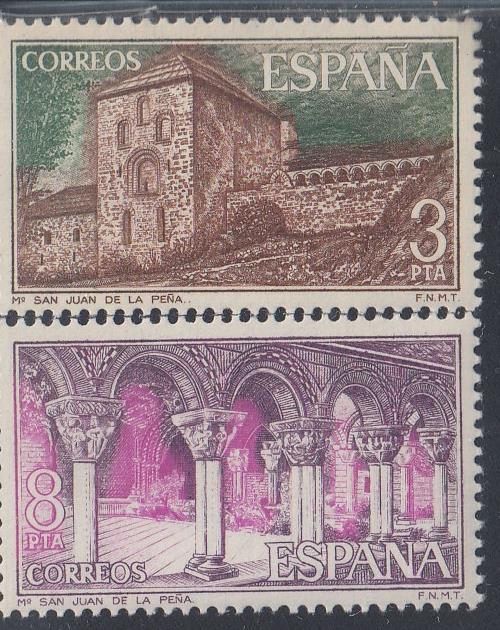 CORREOS ESPAÑA
3
PTA
Mº SAN JUAN DE LA PEÑA.. F.N.M.T.
8
PTA
CORREOS ESPAÑA
Mº SAN JUAN DE LA PEÑA. F.N.M.T.